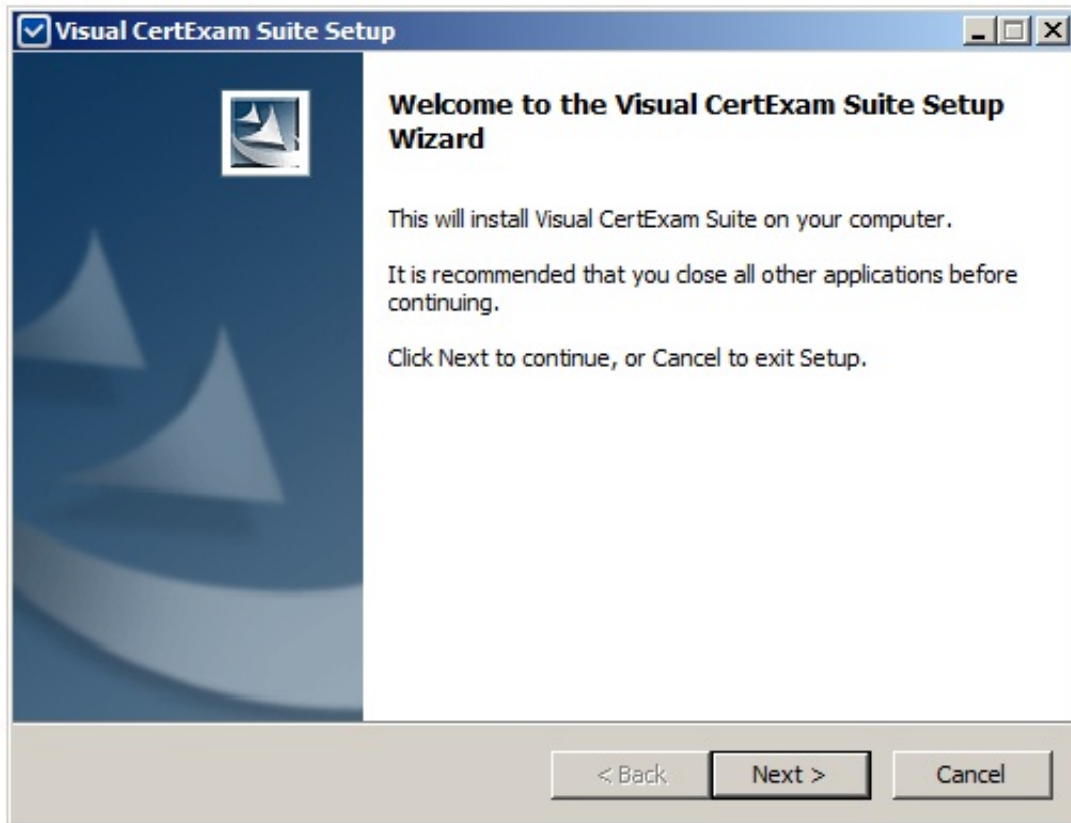 Visual CertExam Suite Setup
Welcome to the Visual CertExam Suite Setup
Wizard
This will install Visual CertExam Suite on your computer.
It is recommended that you close all other applications before
continuing.
Click Next to continue, or Cancel to exit Setup.
< Back Next > Cancel